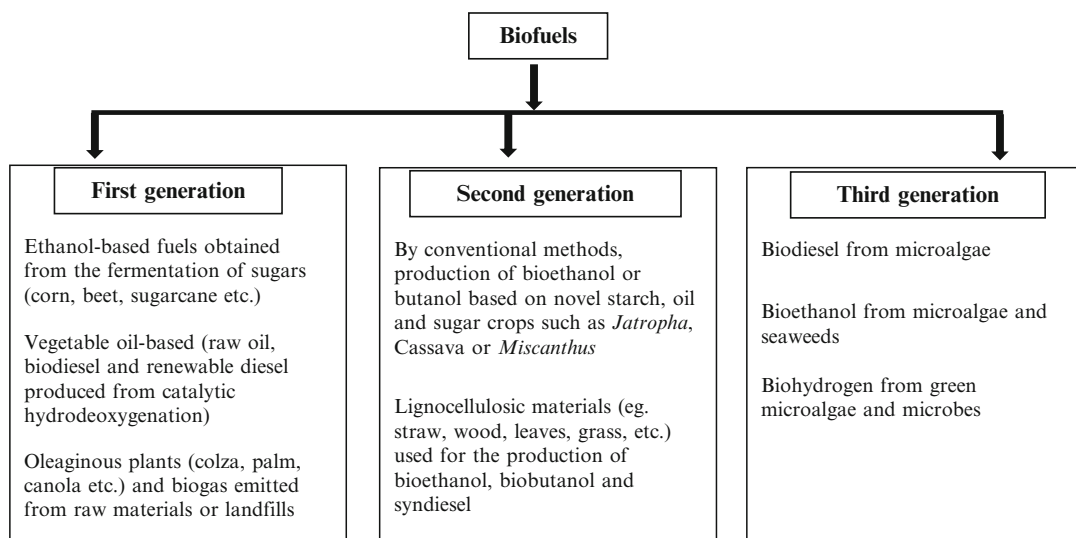 Biofuels
First generation
Ethanol-based fuels obtained
from the fermentation of sugars
(corn, beet, sugarcane etc.)
Vegetable oil-based (raw oil,
biodiesel and renewable diesel
produced from catalytic
hydrodeoxygenation)
Oleaginous plants (colza, palm,
canola etc.) and biogas emitted
from raw materials or landfills
Second generation
By conventional methods,
production of bioethanol or
butanol based on novel starch, oil
and sugar crops such as Jatropha,
Cassava or Miscanthus
Lignocellulosic materials (eg.
straw, wood, leaves, grass, etc.)
used for the production of
bioethanol, biobutanol and
syndiesel
Third generation
Biodiesel from microalgae
Bioethanol from microalgae and
seaweeds
Biohydrogen from green
microalgae and microbes